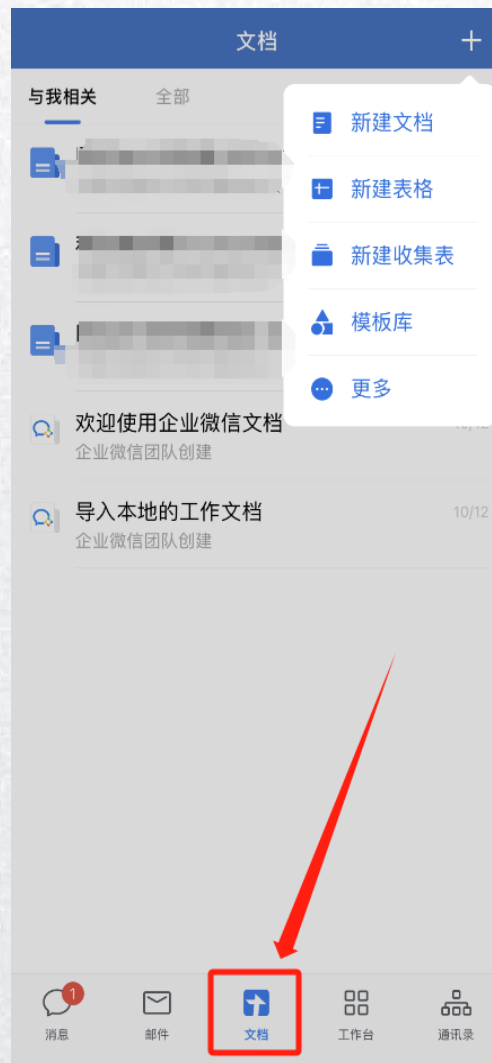 文档
与我相关
全部
新建文档
新建表格
新建收集表
模板库
更多
欢迎使用企业微信文档
企业微信团队创建
导入本地的工作文档
10/12
企业微信团队创建
1
消息
邮件
文档
工作台
通讯录